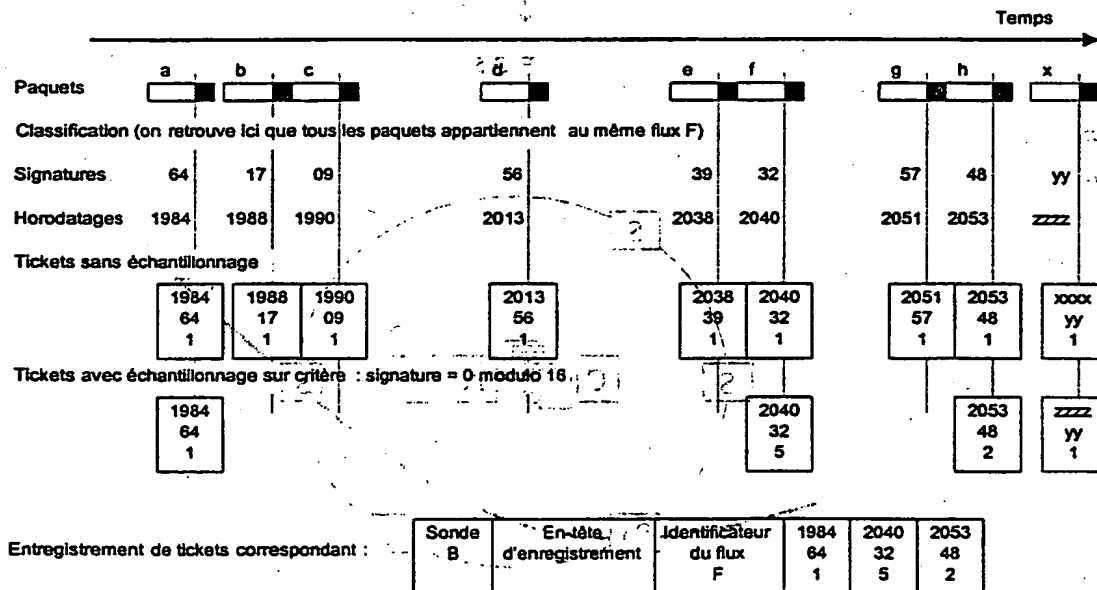 Temps
a b c d e f g h x
Paquets
Classification (on retrouve ici que tous les paquets appartiennent au même flux F)
Signatures 64 17 09 56 39 32 57 48 yy
Horodatages 1984 1988 1990 2013 2038 2040 2051 2053 zzzz
Tickets sans échantillonnage
1984 1988 1990 2013 2038 2040 2051 2053 xxxx
64 17 09 56 39 32 57 48 yy
1 1 1 1 1 1 1 1 1
Tickets avec échantillonnage sur critère : signature = 0 modulo 16
1984 2040 2053 zzzz
64 32 48 yy
1 5 2 1
Sonde En-tête Identificateur 1984 2040 2053
Entregistrement de tickets correspondant : B d'enregistrement du flux 64 32 48
F 1 5 2